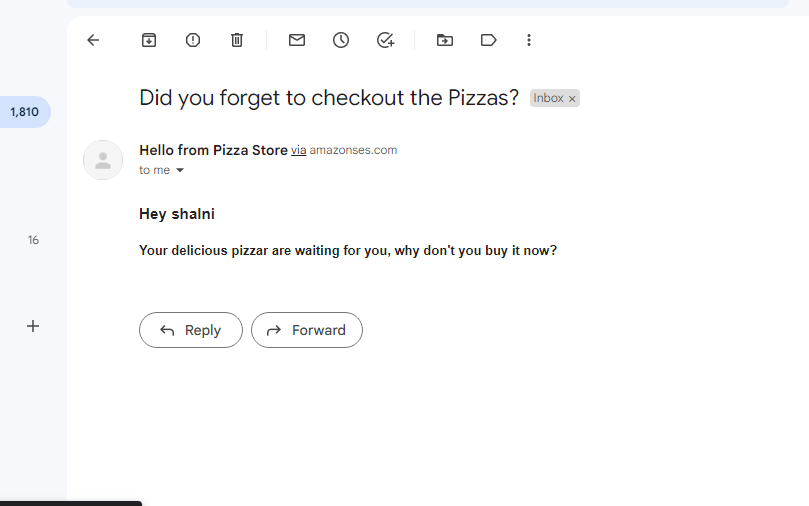 Did you forget to checkout the Pizzas? Inbox ×
1,810
Hello from Pizza Store via amazonses.com
to me
Hey shalni
16
Your delicious pizzar are waiting for you, why don't you buy it now?
Reply Forward